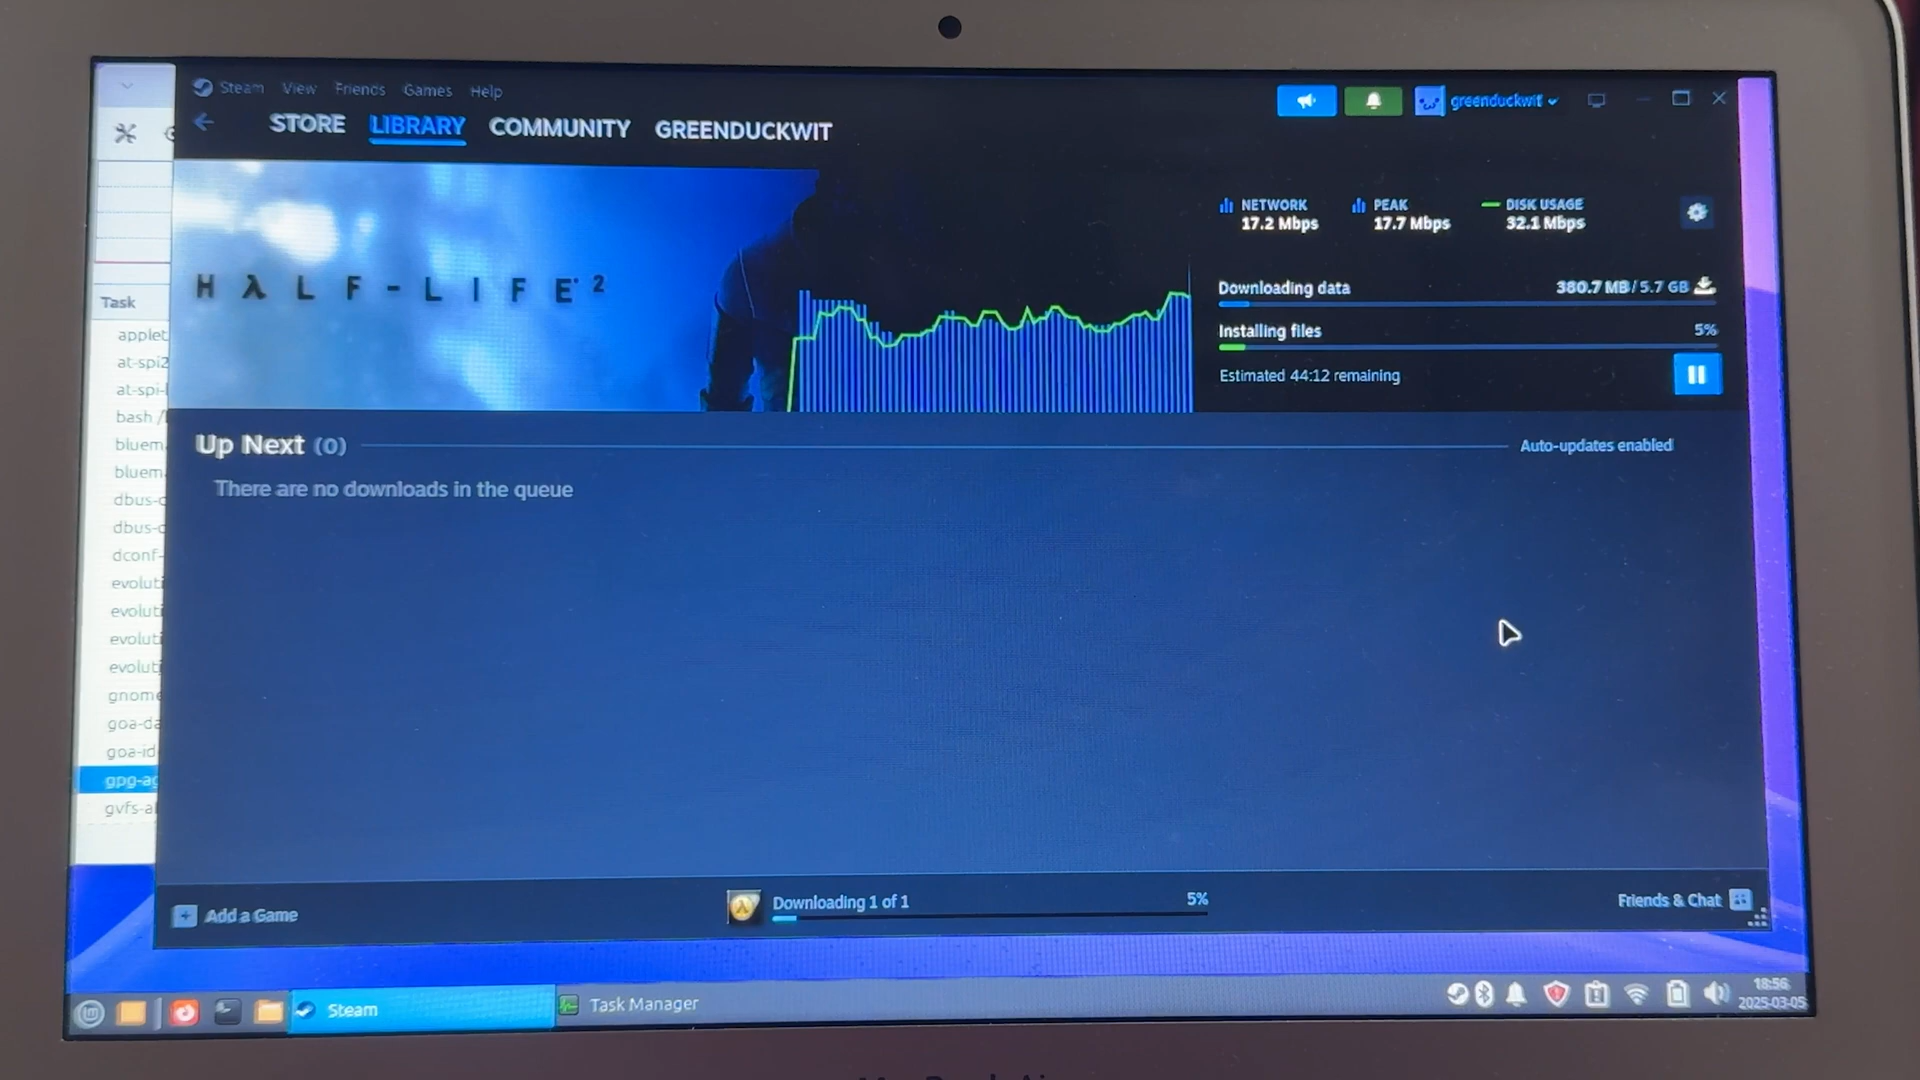 Steam View Friends Games Help
greenduckwit
STORE LIBRARY COMMUNITY GREENDUCKWIT
HλLF-LIFE 2
NETWORK
17.2 Mbps
PEAK
17.7 Mbps
DISK USAGE
32.1 Mbps
Downloading data 380.7 MB / 5.7 GB
Installing files 5%
Estimated 44:12 remaining
Up Next (0) Auto-updates enabled
There are no downloads in the queue
Task
applet
at-spi2
at-spi-
bash /
bluem
bluem
dbus-
dbus-
dconf-
evoluti
evoluti
evoluti
evoluti
gnome
goa-da
goa-id
gpg-ag
gvfs-a
Add a Game
Downloading 1 of 1 5%
Friends & Chat
Steam
Task Manager
18:56
2025-03-05